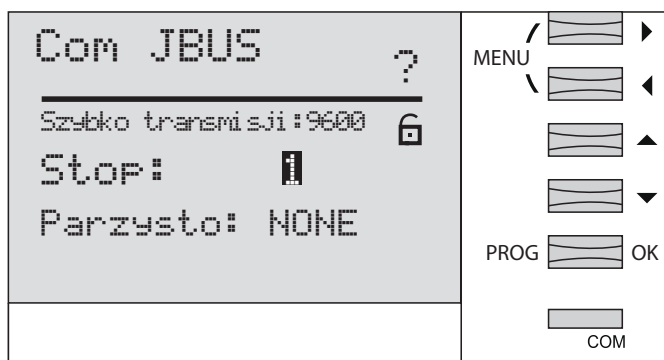 Com JBUS
?
Szybko transmisji:9600
Stop: 1
Parzysto: NONE
MENU
PROG OK
COM